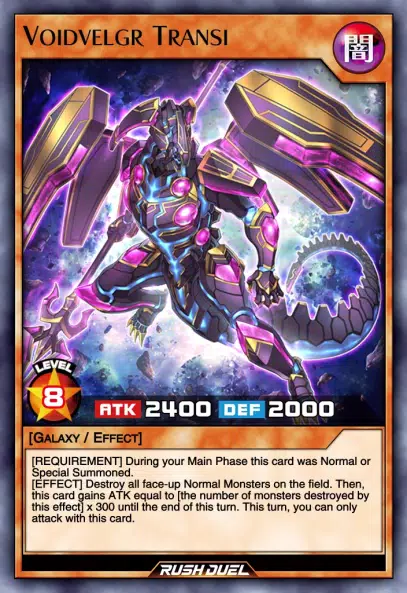 VOIDVELGR TRANSI
闇
LEVEL
8
ATK 2400 DEF 2000
[GALAXY / EFFECT]
[REQUIREMENT] During your Main Phase this card was Normal or
Special Summoned.
[EFFECT] Destroy all face-up Normal Monsters on the field. Then,
this card gains ATK equal to [the number of monsters destroyed by
this effect] x 300 until the end of this turn. This turn, you can only
attack with this card.
RUSH DUEL